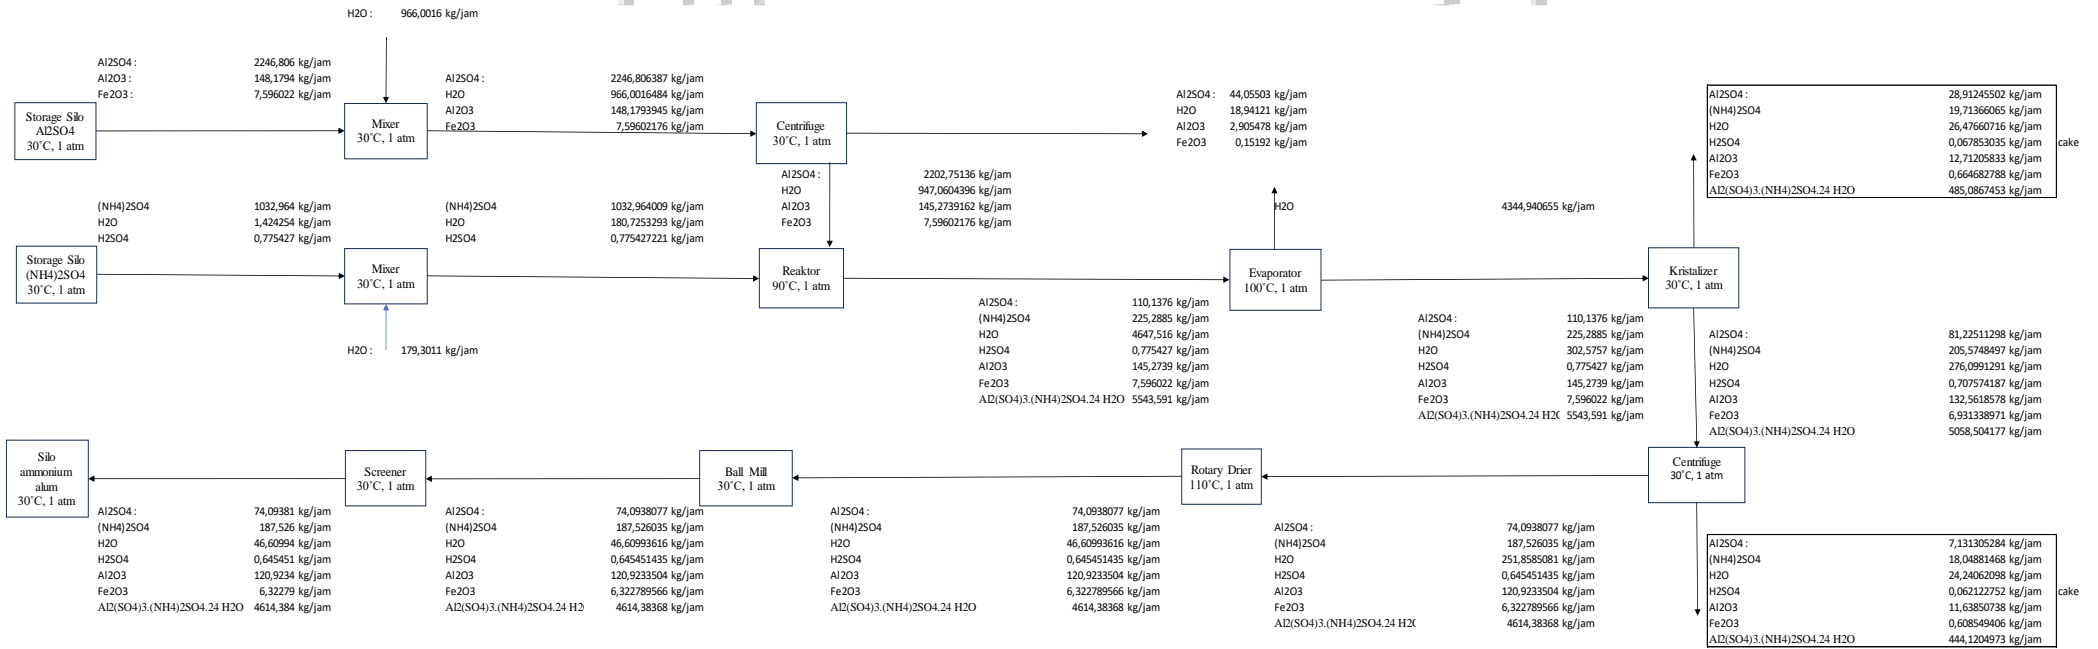 H2O : 966,0016 kg/jam
Al2SO4 : 2246,806 kg/jam
Al2O3 : 148,1794 kg/jam
Fe2O3 : 7,596022 kg/jam
Storage Silo
Al2SO4
30˚C, 1 atm
Mixer
30˚C, 1 atm
Al2SO4 : 2246,806387 kg/jam
H2O 966,0016484 kg/jam
Al2O3 148,1793945 kg/jam
Fe2O3 7,59602176 kg/jam
Centrifuge
30˚C, 1 atm
Al2SO4 : 44,05503 kg/jam
H2O 18,94121 kg/jam
Al2O3 2,905478 kg/jam
Fe2O3 0,15192 kg/jam
Al2SO4 : 28,91245502 kg/jam
(NH4)2SO4 19,71366065 kg/jam
H2O 26,47660716 kg/jam
H2SO4 0,067853035 kg/jam
Al2O3 12,71205833 kg/jam
Fe2O3 0,664682788 kg/jam
Al2(SO4)3.(NH4)2SO4.24 H2O 485,0867453 kg/jam
cake
Al2SO4 : 2202,75136 kg/jam
H2O 947,0604396 kg/jam
Al2O3 145,2739162 kg/jam
Fe2O3 7,59602176 kg/jam
(NH4)2SO4 1032,964 kg/jam
H2O 1,424254 kg/jam
H2SO4 0,775427 kg/jam
(NH4)2SO4 1032,964009 kg/jam
H2O 180,7253293 kg/jam
H2SO4 0,775427221 kg/jam
H2O 4344,940655 kg/jam
Storage Silo
(NH4)2SO4
30˚C, 1 atm
Mixer
30˚C, 1 atm
Reaktor
90˚C, 1 atm
Evaporator
100˚C, 1 atm
Kristalizer
30˚C, 1 atm
H2O : 179,3011 kg/jam
Al2SO4 : 110,1376 kg/jam
(NH4)2SO4 225,2885 kg/jam
H2O 4647,516 kg/jam
H2SO4 0,775427 kg/jam
Al2O3 145,2739 kg/jam
Fe2O3 7,596022 kg/jam
Al2(SO4)3.(NH4)2SO4.24 H2O 5543,591 kg/jam
Al2SO4 : 110,1376 kg/jam
(NH4)2SO4 225,2885 kg/jam
H2O 302,5757 kg/jam
H2SO4 0,775427 kg/jam
Al2O3 145,2739 kg/jam
Fe2O3 7,596022 kg/jam
Al2(SO4)3.(NH4)2SO4.24 H2O 5543,591 kg/jam
Al2SO4 : 81,22511298 kg/jam
(NH4)2SO4 205,5748497 kg/jam
H2O 276,0991291 kg/jam
H2SO4 0,707574187 kg/jam
Al2O3 132,5618578 kg/jam
Fe2O3 6,931338971 kg/jam
Al2(SO4)3.(NH4)2SO4.24 H2O 5058,504177 kg/jam
Silo
ammonium
alum
30˚C, 1 atm
Screener
30˚C, 1 atm
Ball Mill
30˚C, 1 atm
Rotary Drier
110˚C, 1 atm
Centrifuge
30˚C, 1 atm
Al2SO4 : 74,09381 kg/jam
(NH4)2SO4 187,526 kg/jam
H2O 46,60994 kg/jam
H2SO4 0,645451 kg/jam
Al2O3 120,9234 kg/jam
Fe2O3 6,32279 kg/jam
Al2(SO4)3.(NH4)2SO4.24 H2O 4614,384 kg/jam
Al2SO4 : 74,0938077 kg/jam
(NH4)2SO4 187,526035 kg/jam
H2O 46,60993616 kg/jam
H2SO4 0,645451435 kg/jam
Al2O3 120,9233504 kg/jam
Fe2O3 6,322789566 kg/jam
Al2(SO4)3.(NH4)2SO4.24 H2 4614,38368 kg/jam
Al2SO4 : 74,0938077 kg/jam
(NH4)2SO4 187,526035 kg/jam
H2O 46,60993616 kg/jam
H2SO4 0,645451435 kg/jam
Al2O3 120,9233504 kg/jam
Fe2O3 6,322789566 kg/jam
Al2(SO4)3.(NH4)2SO4.24 H2O 4614,38368 kg/jam
Al2SO4 : 74,0938077 kg/jam
(NH4)2SO4 187,526035 kg/jam
H2O 251,8585081 kg/jam
H2SO4 0,645451435 kg/jam
Al2O3 120,9233504 kg/jam
Fe2O3 6,322789566 kg/jam
Al2(SO4)3.(NH4)2SO4.24 H2O 4614,38368 kg/jam
Al2SO4 : 7,131305284 kg/jam
(NH4)2SO4 18,04881468 kg/jam
H2O 24,24062098 kg/jam
H2SO4 0,062122752 kg/jam
Al2O3 11,63850738 kg/jam
Fe2O3 0,608549406 kg/jam
Al2(SO4)3.(NH4)2SO4.24 H2O 444,1204973 kg/jam
cake